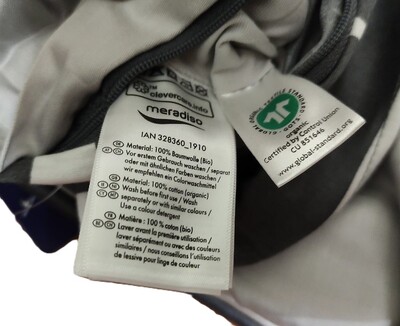 clevercare.info
meradiso
IAN 328360_1910
Material: 100% Baumwolle (Bio)
Vor erstem Gebrauch waschen / separat
oder mit ähnlichen Farben waschen /
wir empfehlen ein Colorwaschmittel
Material: 100% cotton (organic)
Wash before first use / Wash
separately or with similar colours /
Use a colour detergent
Matière : 100 % coton (bio)
Laver avant la première utilisation /
laver séparément ou avec des couleurs
similaires / nous conseillons l'utilisation
de lessive pour linge de couleur
GOTS
organic
Certified by Control Union
CU 851646
www.global-standard.org